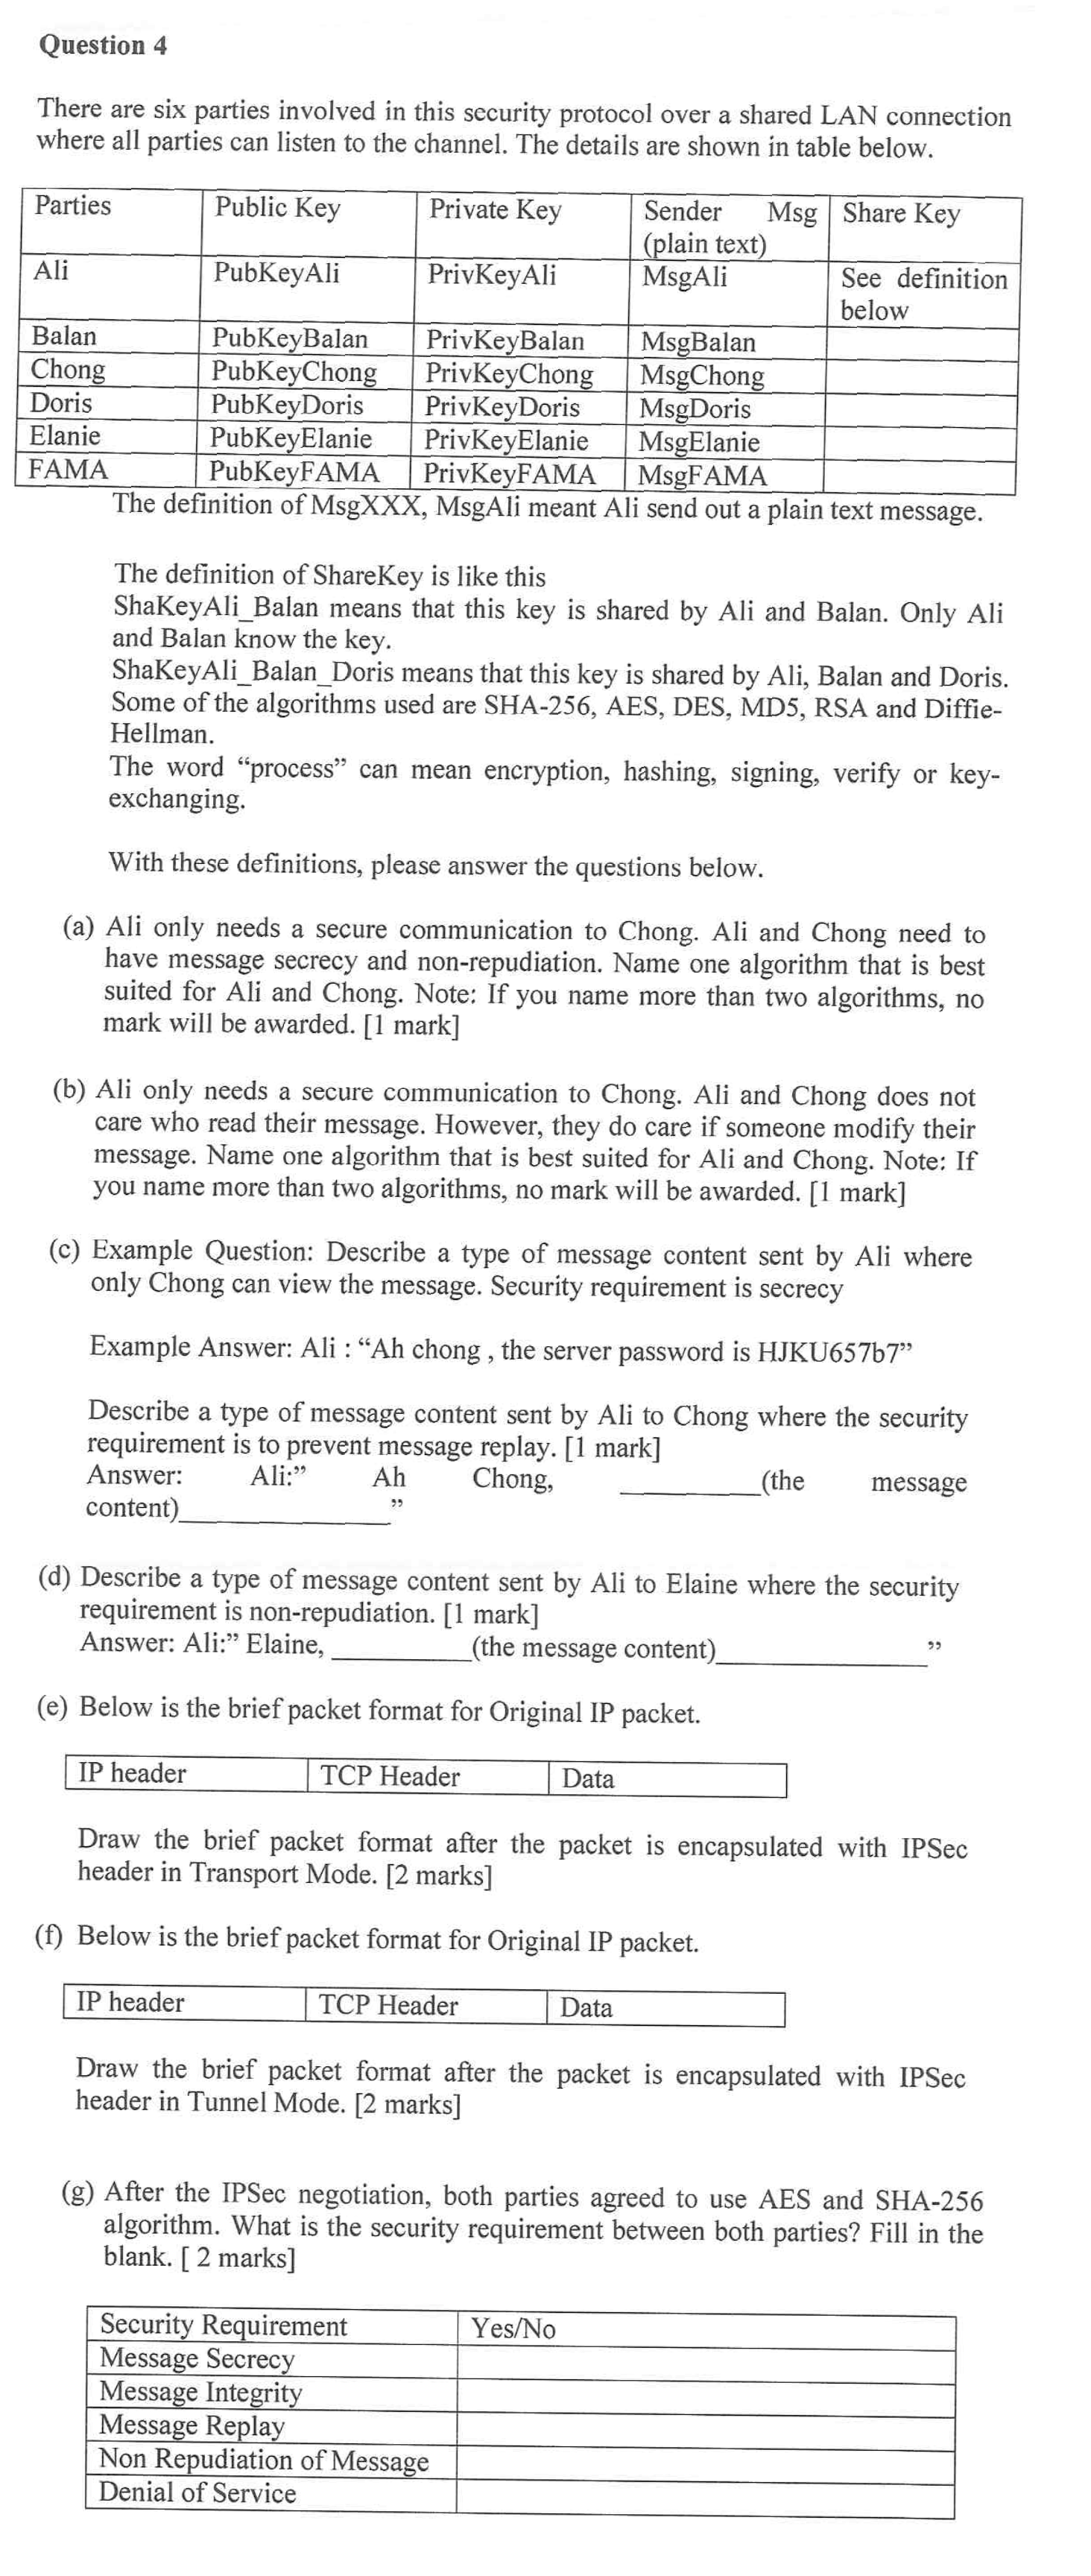 Question 4
There are six parties involved in this security protocol over a shared LAN connection
where all parties can listen to the channel. The details are shown in table below.
Parties Public Key Private Key Sender Msg (plain text) Share Key
Ali PubKeyAli PrivKeyAli MsgAli See definition below
Balan PubKeyBalan PrivKeyBalan MsgBalan
Chong PubKeyChong PrivKeyChong MsgChong
Doris PubKeyDoris PrivKeyDoris MsgDoris
Elanie PubKeyElanie PrivKeyElanie MsgElanie
FAMA PubKeyFAMA PrivKeyFAMA MsgFAMA
The definition of MsgXXX, MsgAli meant Ali send out a plain text message.
The definition of ShareKey is like this
ShaKeyAli_Balan means that this key is shared by Ali and Balan. Only Ali
and Balan know the key.
ShaKeyAli_Balan_Doris means that this key is shared by Ali, Balan and Doris.
Some of the algorithms used are SHA-256, AES, DES, MD5, RSA and Diffie-
Hellman.
The word “process” can mean encryption, hashing, signing, verify or key-
exchanging.
With these definitions, please answer the questions below.
(a) Ali only needs a secure communication to Chong. Ali and Chong need to
have message secrecy and non-repudiation. Name one algorithm that is best
suited for Ali and Chong. Note: If you name more than two algorithms, no
mark will be awarded. [1 mark]
(b) Ali only needs a secure communication to Chong. Ali and Chong does not
care who read their message. However, they do care if someone modify their
message. Name one algorithm that is best suited for Ali and Chong. Note: If
you name more than two algorithms, no mark will be awarded. [1 mark]
(c) Example Question: Describe a type of message content sent by Ali where
only Chong can view the message. Security requirement is secrecy
Example Answer: Ali : “Ah chong , the server password is HJKU657b7”
Describe a type of message content sent by Ali to Chong where the security
requirement is to prevent message replay. [1 mark]
Answer: Ali:” Ah Chong, __________(the message
content)_______________”
(d) Describe a type of message content sent by Ali to Elaine where the security
requirement is non-repudiation. [1 mark]
Answer: Ali:” Elaine, __________(the message content)_______________”
(e) Below is the brief packet format for Original IP packet.
IP header TCP Header Data
Draw the brief packet format after the packet is encapsulated with IPSec
header in Transport Mode. [2 marks]
(f) Below is the brief packet format for Original IP packet.
IP header TCP Header Data
Draw the brief packet format after the packet is encapsulated with IPSec
header in Tunnel Mode. [2 marks]
(g) After the IPSec negotiation, both parties agreed to use AES and SHA-256
algorithm. What is the security requirement between both parties? Fill in the
blank. [ 2 marks]
Security Requirement Yes/No
Message Secrecy
Message Integrity
Message Replay
Non Repudiation of Message
Denial of Service